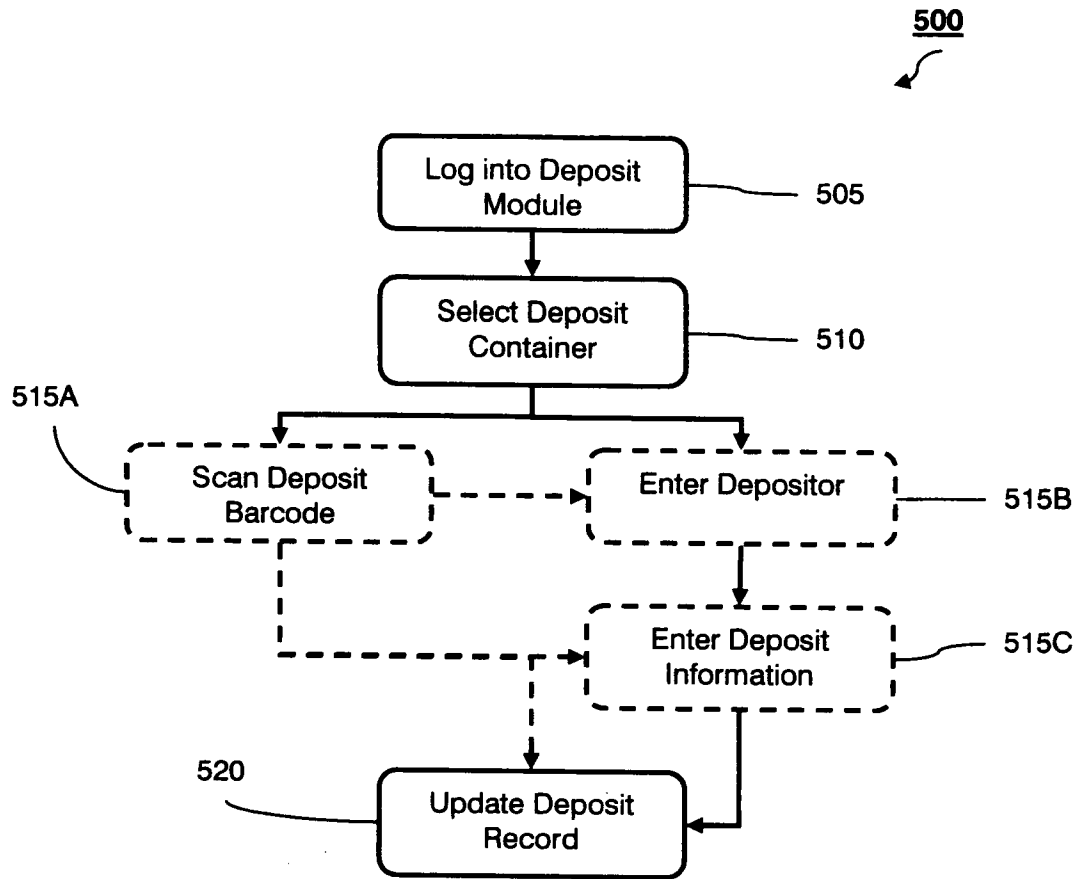 500
Log into Deposit
Module
505
Select Deposit
Container
510
515A
Scan Deposit
Barcode
Enter Depositor
515B
Enter Deposit
Information
515C
520
Update Deposit
Record